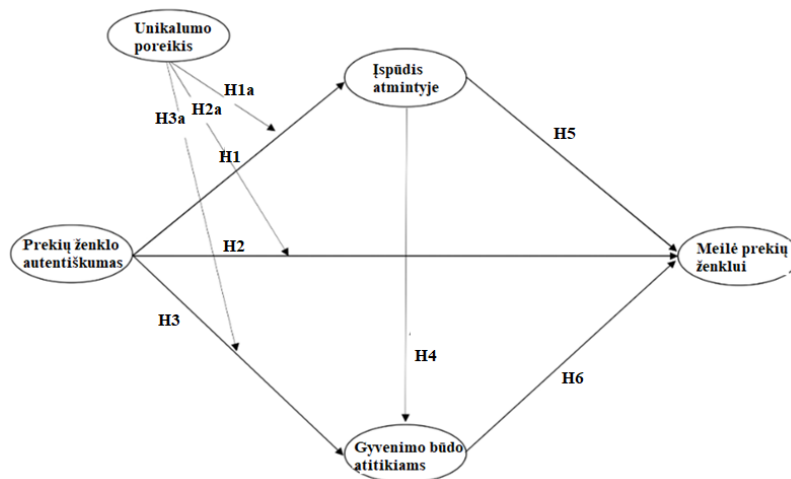 Unikalumo
poreikis
Įspūdis
atmintyje
H1a
H2a
H3a
H5
H1
Prekių ženklo
autentiškumas
H2
Meilė prekių
ženklui
H3
H4
H6
Gyvenimo būdo
atitikiams